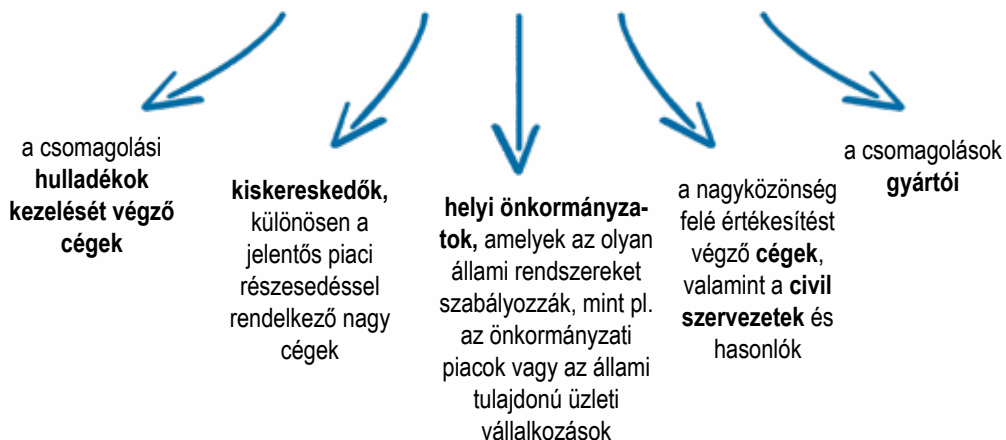 a csomagolási
hulladékok
kezelését végző
cégek
kiskereskedők,
különösen a
jelentős piaci
részesedéssel
rendelkező nagy
cégek
helyi önkormányza-
tok, amelyek az olyan
állami rendszereket
szabályozzák, mint pl.
az önkormányzati
piacok vagy az állami
tulajdonú üzleti
vállalkozások
a nagyközönség
felé értékesítést
végző cégek,
valamint a civil
szervezetek és
hasonlók
a csomagolások
gyártói